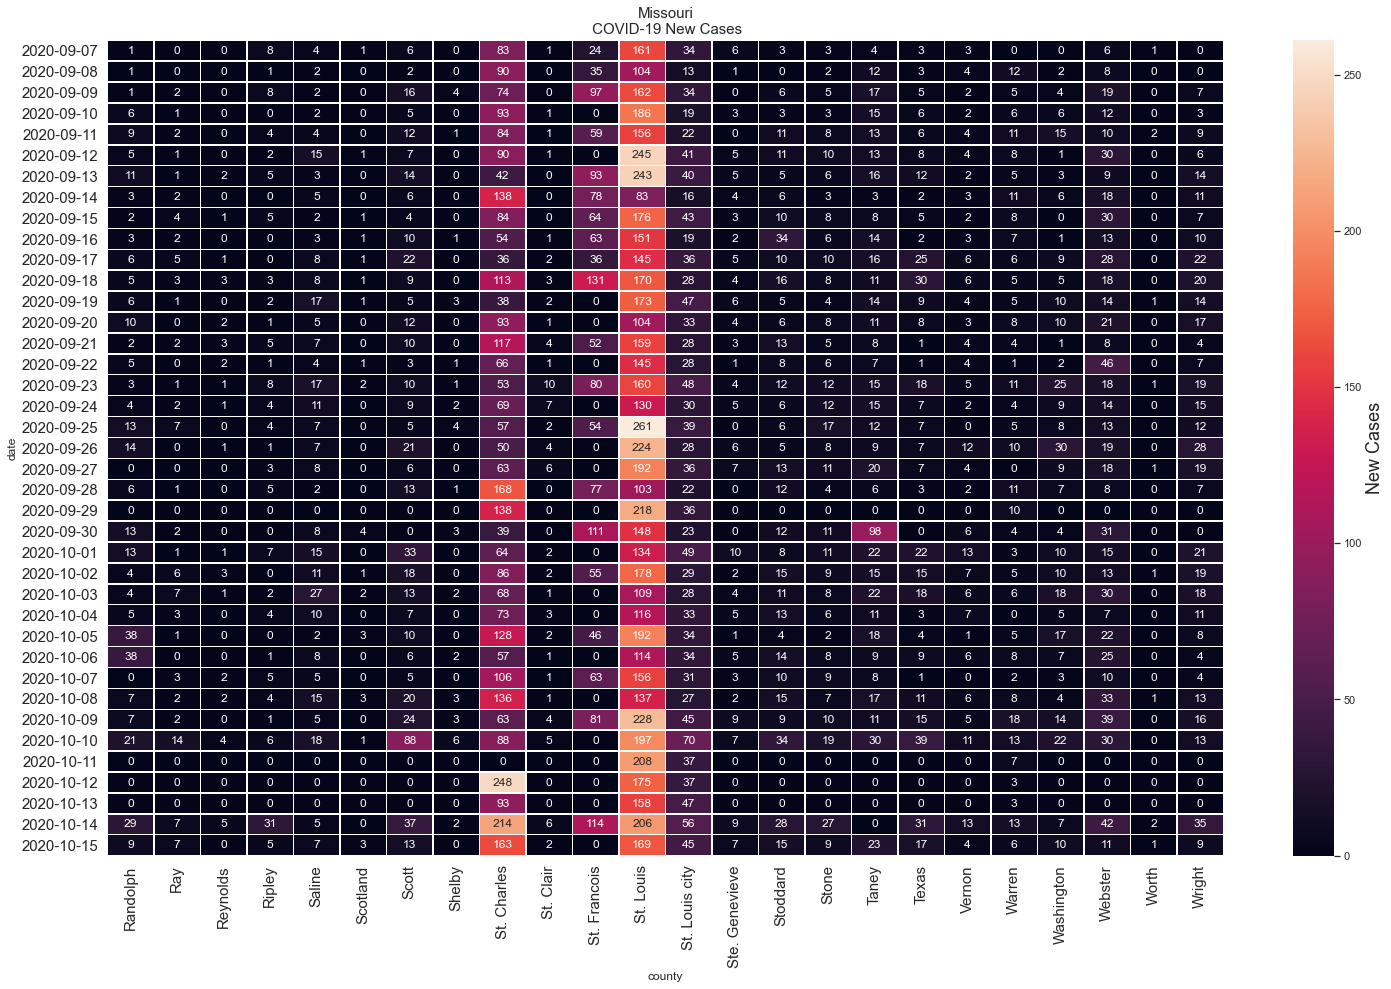 Missouri
COVID-19 New Cases
2020-09-07 1 0 0 8 4 1 6 0 83 1 24 161 34 6 3 3 4 3 3 0 0 6 1 0
2020-09-08 1 0 0 1 2 0 2 0 90 0 35 104 13 1 0 2 12 3 4 12 2 8 0 0
2020-09-09 1 2 0 8 2 0 16 4 74 0 97 162 34 0 6 5 17 5 2 5 4 19 0 7
2020-09-10 6 1 0 0 2 0 5 0 93 1 0 186 19 3 3 3 15 6 2 6 6 12 0 3
2020-09-11 9 2 0 4 4 0 12 1 84 1 59 156 22 0 11 8 13 6 4 11 15 10 2 9
2020-09-12 5 1 0 2 15 1 7 0 90 1 0 245 41 5 11 10 13 8 4 8 1 30 0 6
2020-09-13 11 1 2 5 3 0 14 0 42 0 93 243 40 5 5 6 16 12 2 5 3 9 0 14
2020-09-14 3 2 0 0 5 0 6 0 138 0 78 83 16 4 6 3 3 2 3 11 6 18 0 11
2020-09-15 2 4 1 5 2 1 4 0 84 0 64 176 43 3 10 8 8 5 2 8 0 30 0 7
2020-09-16 3 2 0 0 3 1 10 1 54 1 63 151 19 2 34 6 14 2 3 7 1 13 0 10
2020-09-17 6 5 1 0 8 1 22 0 36 2 36 145 36 5 10 10 16 25 6 6 9 28 0 22
2020-09-18 5 3 3 3 8 1 9 0 113 3 131 170 28 4 16 8 11 30 6 5 5 18 0 20
2020-09-19 6 1 0 2 17 1 5 3 38 2 0 173 47 6 5 4 14 9 4 5 10 14 1 14
2020-09-20 10 0 2 1 5 0 12 0 93 1 0 104 33 4 6 8 11 8 3 8 10 21 0 17
2020-09-21 2 2 3 5 7 0 10 0 117 4 52 159 28 3 13 5 8 1 4 4 1 8 0 4
2020-09-22 5 0 2 1 4 1 3 1 66 1 0 145 28 1 8 6 7 1 4 1 2 46 0 7
2020-09-23 3 1 1 8 17 2 10 1 53 10 80 160 48 4 12 12 15 18 5 11 25 18 1 19
2020-09-24 4 2 1 4 11 0 9 2 69 7 0 130 30 5 6 12 15 7 2 4 9 14 0 15
2020-09-25 13 7 0 4 7 0 5 4 57 2 54 261 39 0 6 17 12 7 0 5 8 13 0 12
2020-09-26 14 0 1 1 7 0 21 0 50 4 0 224 28 6 5 8 9 7 12 10 30 19 0 28
2020-09-27 0 0 0 3 8 0 6 0 63 6 0 192 36 7 13 11 20 7 4 0 9 18 1 19
2020-09-28 6 1 0 5 2 0 13 1 168 0 77 103 22 0 12 4 6 3 2 11 7 8 0 7
2020-09-29 0 0 0 0 0 0 0 0 138 0 0 218 36 0 0 0 0 0 0 10 0 0 0 0
2020-09-30 13 2 0 0 8 4 0 3 39 0 111 148 23 0 12 11 98 0 6 4 4 31 0 0
2020-10-01 13 1 1 7 15 0 33 0 64 2 0 134 49 10 8 11 22 22 13 3 10 15 0 21
2020-10-02 4 6 3 0 11 1 18 0 86 2 55 178 29 2 15 9 15 15 7 5 10 13 1 19
2020-10-03 4 7 1 2 27 2 13 2 68 1 0 109 28 4 11 8 22 18 6 6 18 30 0 18
2020-10-04 5 3 0 4 10 0 7 0 73 3 0 116 33 5 13 6 11 3 7 0 5 7 0 11
2020-10-05 38 1 0 0 2 3 10 0 128 2 46 192 34 1 4 2 18 4 1 5 17 22 0 8
2020-10-06 38 0 0 1 8 0 6 2 57 1 0 114 34 5 14 8 9 9 6 8 7 25 0 4
2020-10-07 0 3 2 5 5 0 5 0 106 1 63 156 31 3 10 9 8 1 0 2 3 10 0 4
2020-10-08 7 2 2 4 15 3 20 3 136 1 0 137 27 2 15 7 17 11 6 8 4 33 1 13
2020-10-09 7 2 0 1 5 0 24 3 63 4 81 228 45 9 9 10 11 15 5 18 14 39 0 16
2020-10-10 21 14 4 6 18 1 88 6 88 5 0 197 70 7 34 19 30 39 11 13 22 30 0 13
2020-10-11 0 0 0 0 0 0 0 0 0 0 0 208 37 0 0 0 0 0 0 7 0 0 0 0
2020-10-12 0 0 0 0 0 0 0 0 248 0 0 175 37 0 0 0 0 0 0 3 0 0 0 0
2020-10-13 0 0 0 0 0 0 0 0 93 0 0 158 47 0 0 0 0 0 0 3 0 0 0 0
2020-10-14 29 7 5 31 5 0 37 2 214 6 114 206 56 9 28 27 0 31 13 13 7 42 2 35
2020-10-15 9 7 0 5 7 3 13 0 163 2 0 169 45 7 15 9 23 17 4 6 10 11 1 9
Randolph Ray Reynolds Ripley Saline Scotland Scott Shelby St. Charles St. Clair St. Francois St. Louis St. Louis city Ste. Genevieve Stoddard Stone Taney Texas Vernon Warren Washington Webster Worth Wright
county
date
250
200
150
100
50
0
New Cases